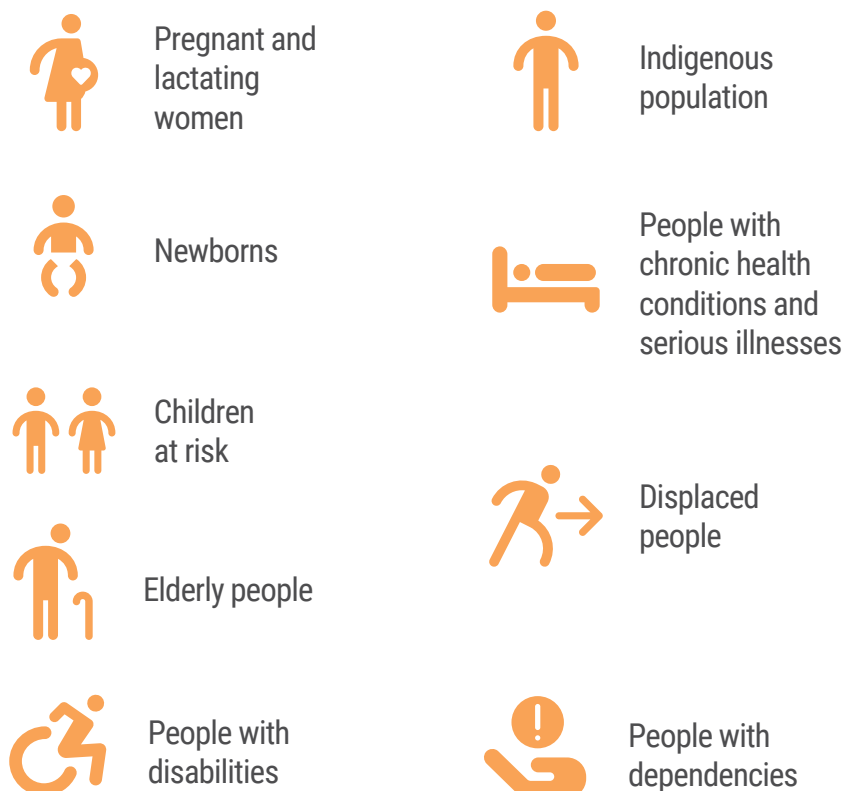 Pregnant and
lactating
women
Newborns
Children
at risk
Elderly people
People with
disabilities
Indigenous
population
People with
chronic health
conditions and
serious illnesses
Displaced
people
People with
dependencies